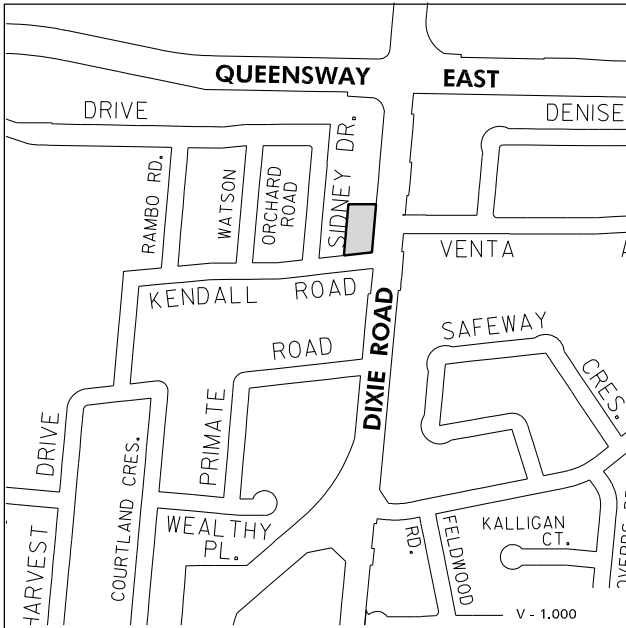 QUEENSWAY EAST
DRIVE
DENISE
SIDNEY DR.
RAMBO RD.
WATSON
ORCHARD
ROAD
VENTA
KENDALL ROAD
DIXIE ROAD
SAFEWAY
CRES.
ROAD
PRIMATE
DRIVE
COURTLAND CRES.
WEALTHY
PL.
HARVEST
RD.
FELDWOOD
KALLIGAN
CT.
V - 1.000